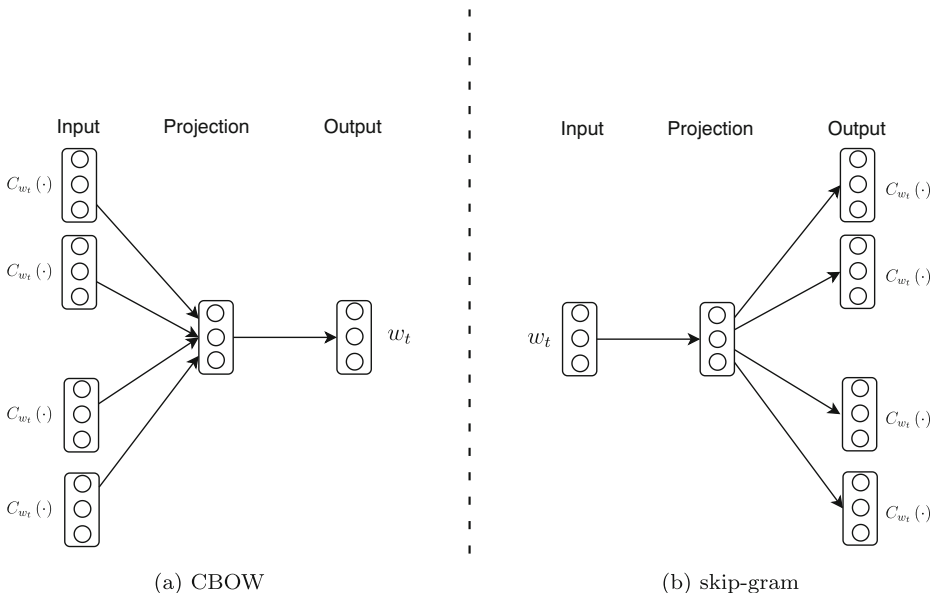 Input Projection Output
C_{w_t}(·)
C_{w_t}(·)
w_t
C_{w_t}(·)
C_{w_t}(·)
(a) CBOW
Input Projection Output
C_{w_t}(·)
C_{w_t}(·)
w_t
C_{w_t}(·)
C_{w_t}(·)
(b) skip-gram